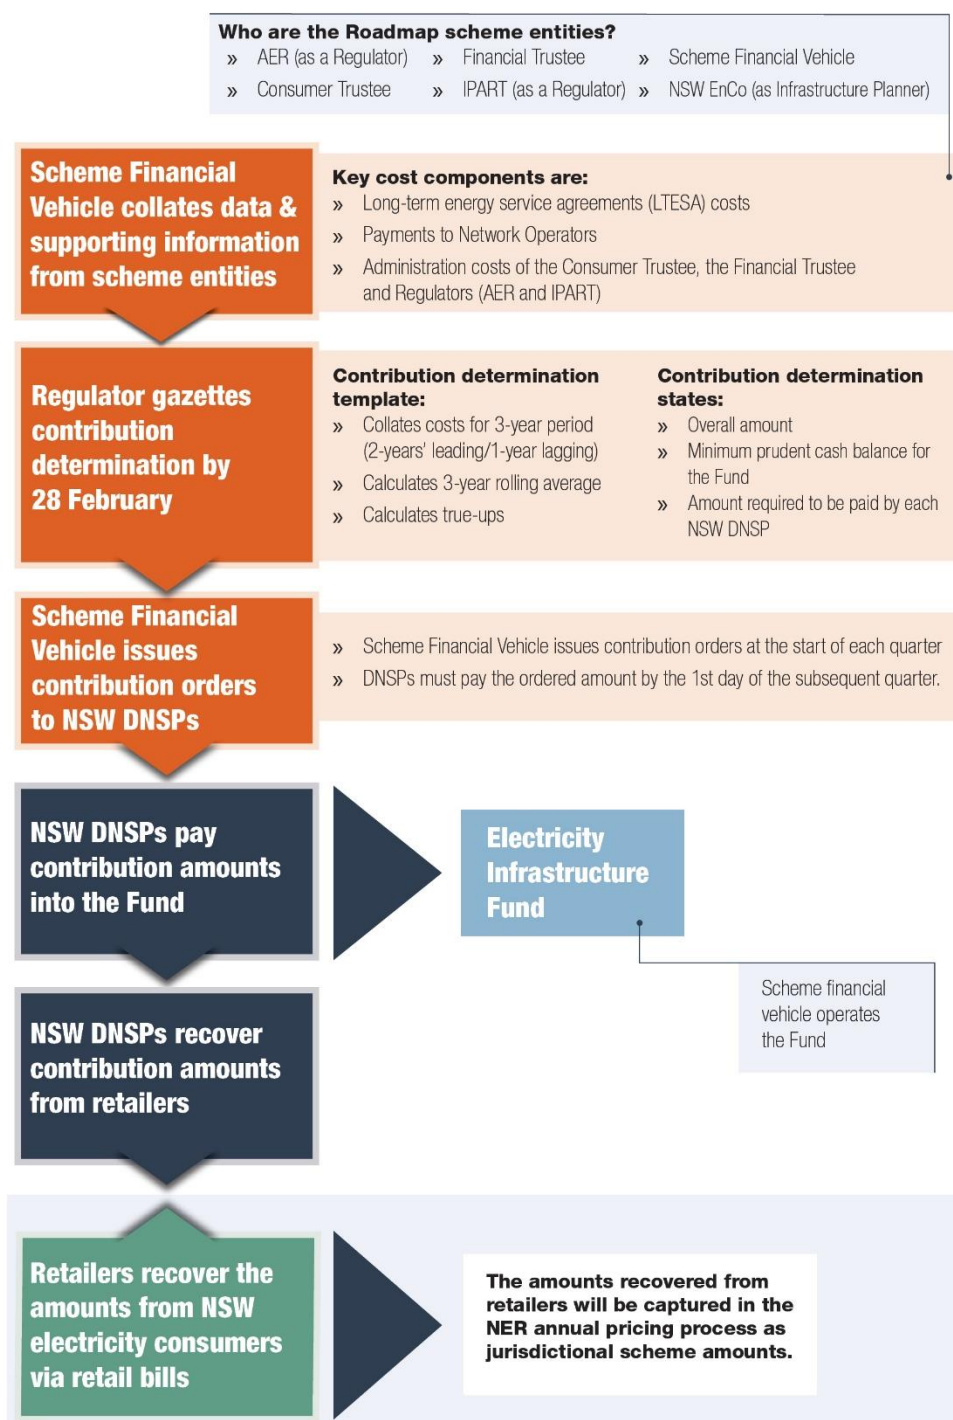 Who are the Roadmap scheme entities?
» AER (as a Regulator) » Financial Trustee » Scheme Financial Vehicle
» Consumer Trustee » IPART (as a Regulator) » NSW EnCo (as Infrastructure Planner)
Scheme Financial
Vehicle collates data &
supporting information
from scheme entities
Key cost components are:
» Long-term energy service agreements (LTESA) costs
» Payments to Network Operators
» Administration costs of the Consumer Trustee, the Financial Trustee
and Regulators (AER and IPART)
Regulator gazettes
contribution
determination by
28 February
Contribution determination
template:
» Collates costs for 3-year period
(2-years' leading/1-year lagging)
» Calculates 3-year rolling average
» Calculates true-ups
Contribution determination
states:
» Overall amount
» Minimum prudent cash balance for
the Fund
» Amount required to be paid by each
NSW DNSP
Scheme Financial
Vehicle issues
contribution orders
to NSW DNSPs
» Scheme Financial Vehicle issues contribution orders at the start of each quarter
» DNSPs must pay the ordered amount by the 1st day of the subsequent quarter.
NSW DNSPs pay
contribution amounts
into the Fund
Electricity
Infrastructure
Fund
Scheme financial
vehicle operates
the Fund
NSW DNSPs recover
contribution amounts
from retailers
Retailers recover the
amounts from NSW
electricity consumers
via retail bills
The amounts recovered from
retailers will be captured in the
NER annual pricing process as
jurisdictional scheme amounts.